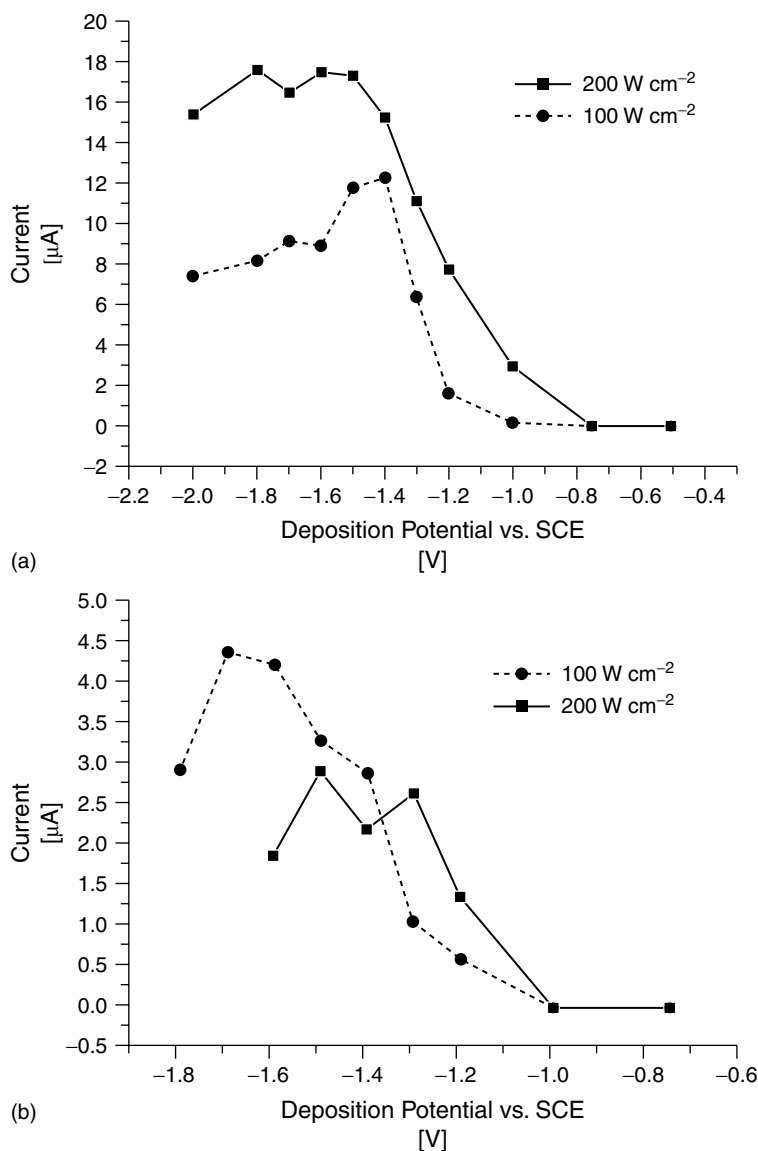 20
18
16
14
12
10
8
6
4
2
0
−2
Current
[μA]
200 W cm−2
100 W cm−2
−2.2 −2.0 −1.8 −1.6 −1.4 −1.2 −1.0 −0.8 −0.6 −0.4
Deposition Potential vs. SCE
[V]
(a)
5.0
4.5
4.0
3.5
3.0
2.5
2.0
1.5
1.0
0.5
0.0
−0.5
Current
[μA]
100 W cm−2
200 W cm−2
−1.8 −1.6 −1.4 −1.2 −1.0 −0.8 −0.6
Deposition Potential vs. SCE
[V]
(b)